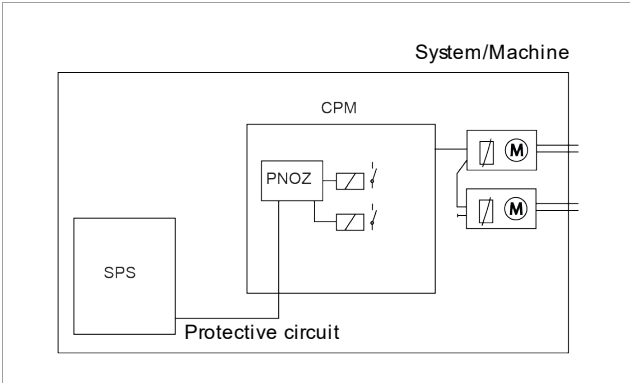 System/Machine
CPM
M
PNOZ
M
SPS
Protective circuit